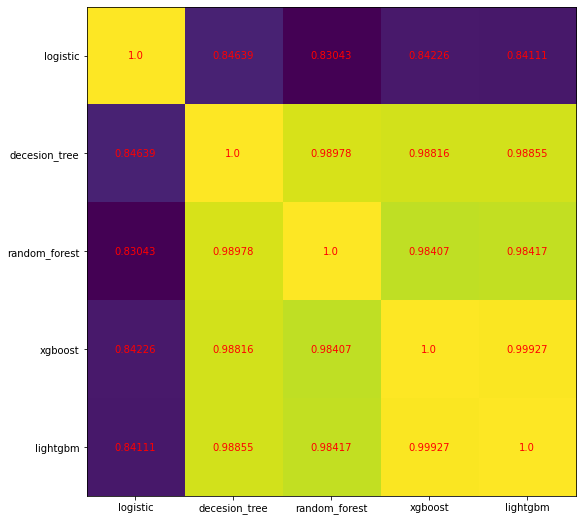 logistic 1.0 0.84639 0.83043 0.84226 0.84111
decesion_tree 0.84639 1.0 0.98978 0.98816 0.98855
random_forest 0.83043 0.98978 1.0 0.98407 0.98417
xgboost 0.84226 0.98816 0.98407 1.0 0.99927
lightgbm 0.84111 0.98855 0.98417 0.99927 1.0
logistic decesion_tree random_forest xgboost lightgbm